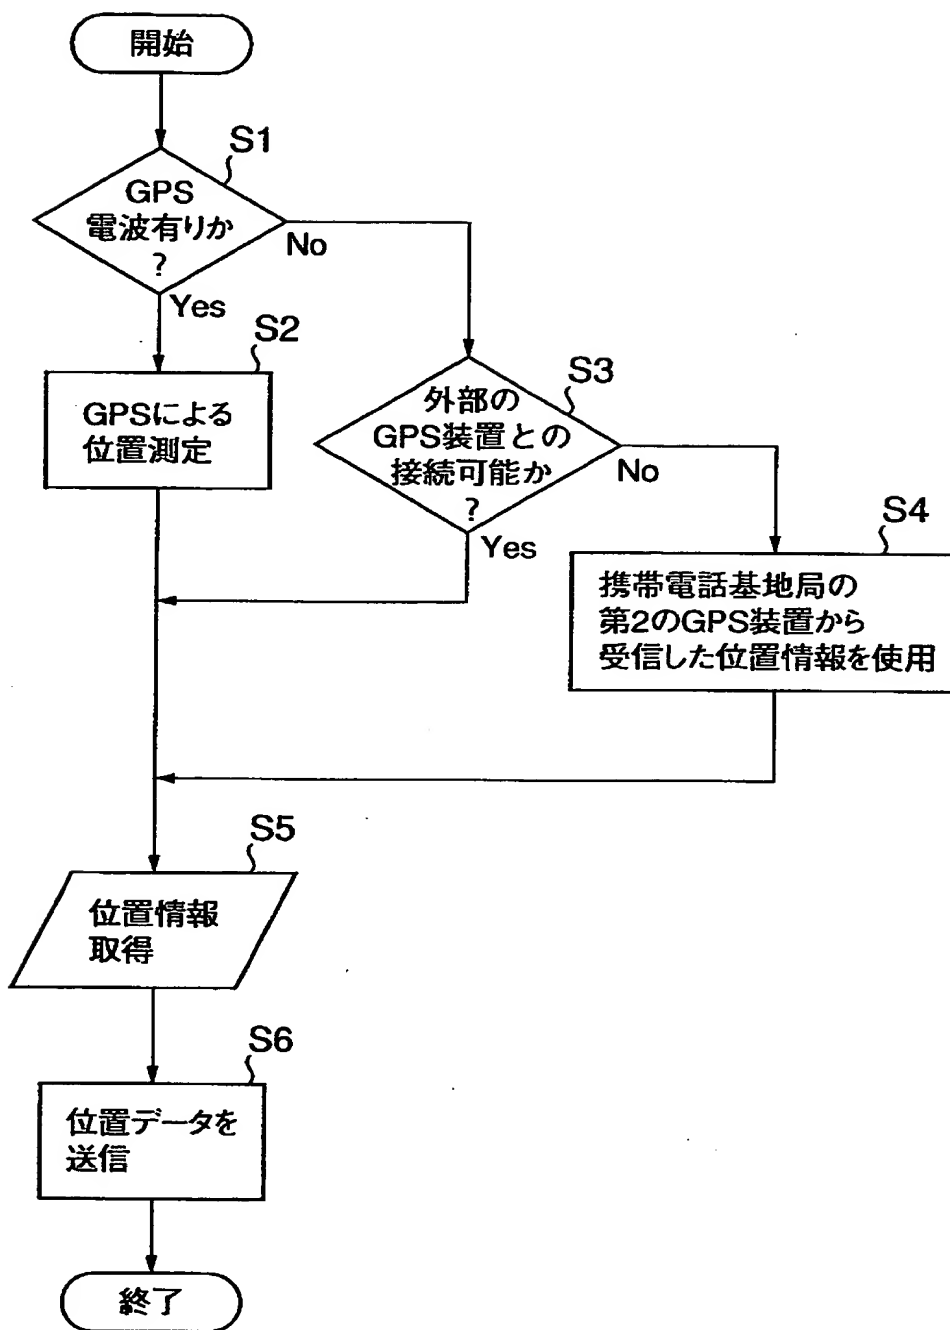 開始
S1
GPS
電波有りか
?
No
Yes
S2
GPSによる
位置測定
S3
外部の
GPS装置との
接続可能か
?
No
Yes
S4
携帯電話基地局の
第2のGPS装置から
受信した位置情報を使用
S5
位置情報
取得
S6
位置データを
送信
終了